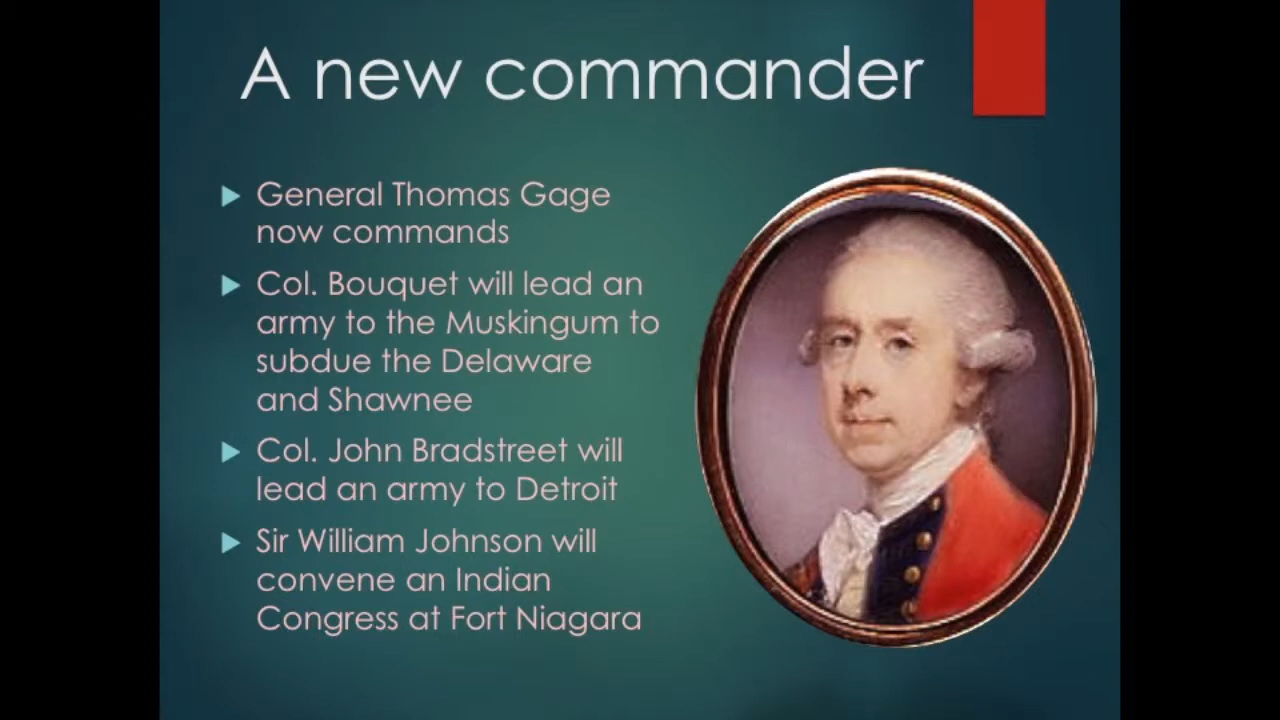 A new commander
General Thomas Gage
now commands
Col. Bouquet will lead an
army to the Muskingum to
subdue the Delaware
and Shawnee
Col. John Bradstreet will
lead an army to Detroit
Sir William Johnson will
convene an Indian
Congress at Fort Niagara